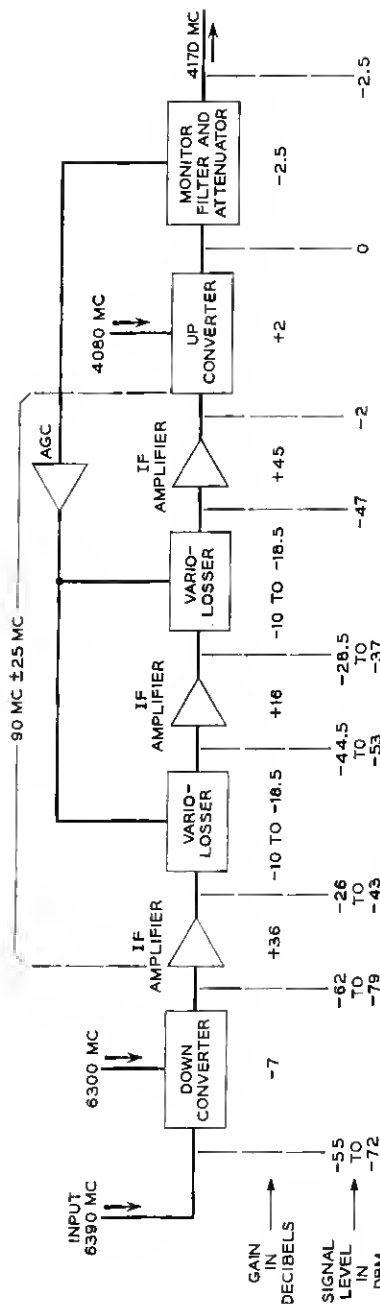 90 MC ±25 MC
INPUT
6390 MC
6300 MC
DOWN
CONVERTER
IF
AMPLIFIER
VARIO-
LOSSER
IF
AMPLIFIER
VARIO-
LOSSER
IF
AMPLIFIER
AGC
4080 MC
UP
CONVERTER
MONITOR
FILTER AND
ATTENUATOR
4170 MC
GAIN
IN
DECIBELS
-7
+36
-10 TO -18.5
+16
-10 TO -18.5
+45
+2
-2.5
SIGNAL
LEVEL
IN
DBM
-55
TO
-72
-62
TO
-79
-26
TO
-43
-44.5
TO
-53
-28.5
TO
-37
-47
-2
0
-2.5